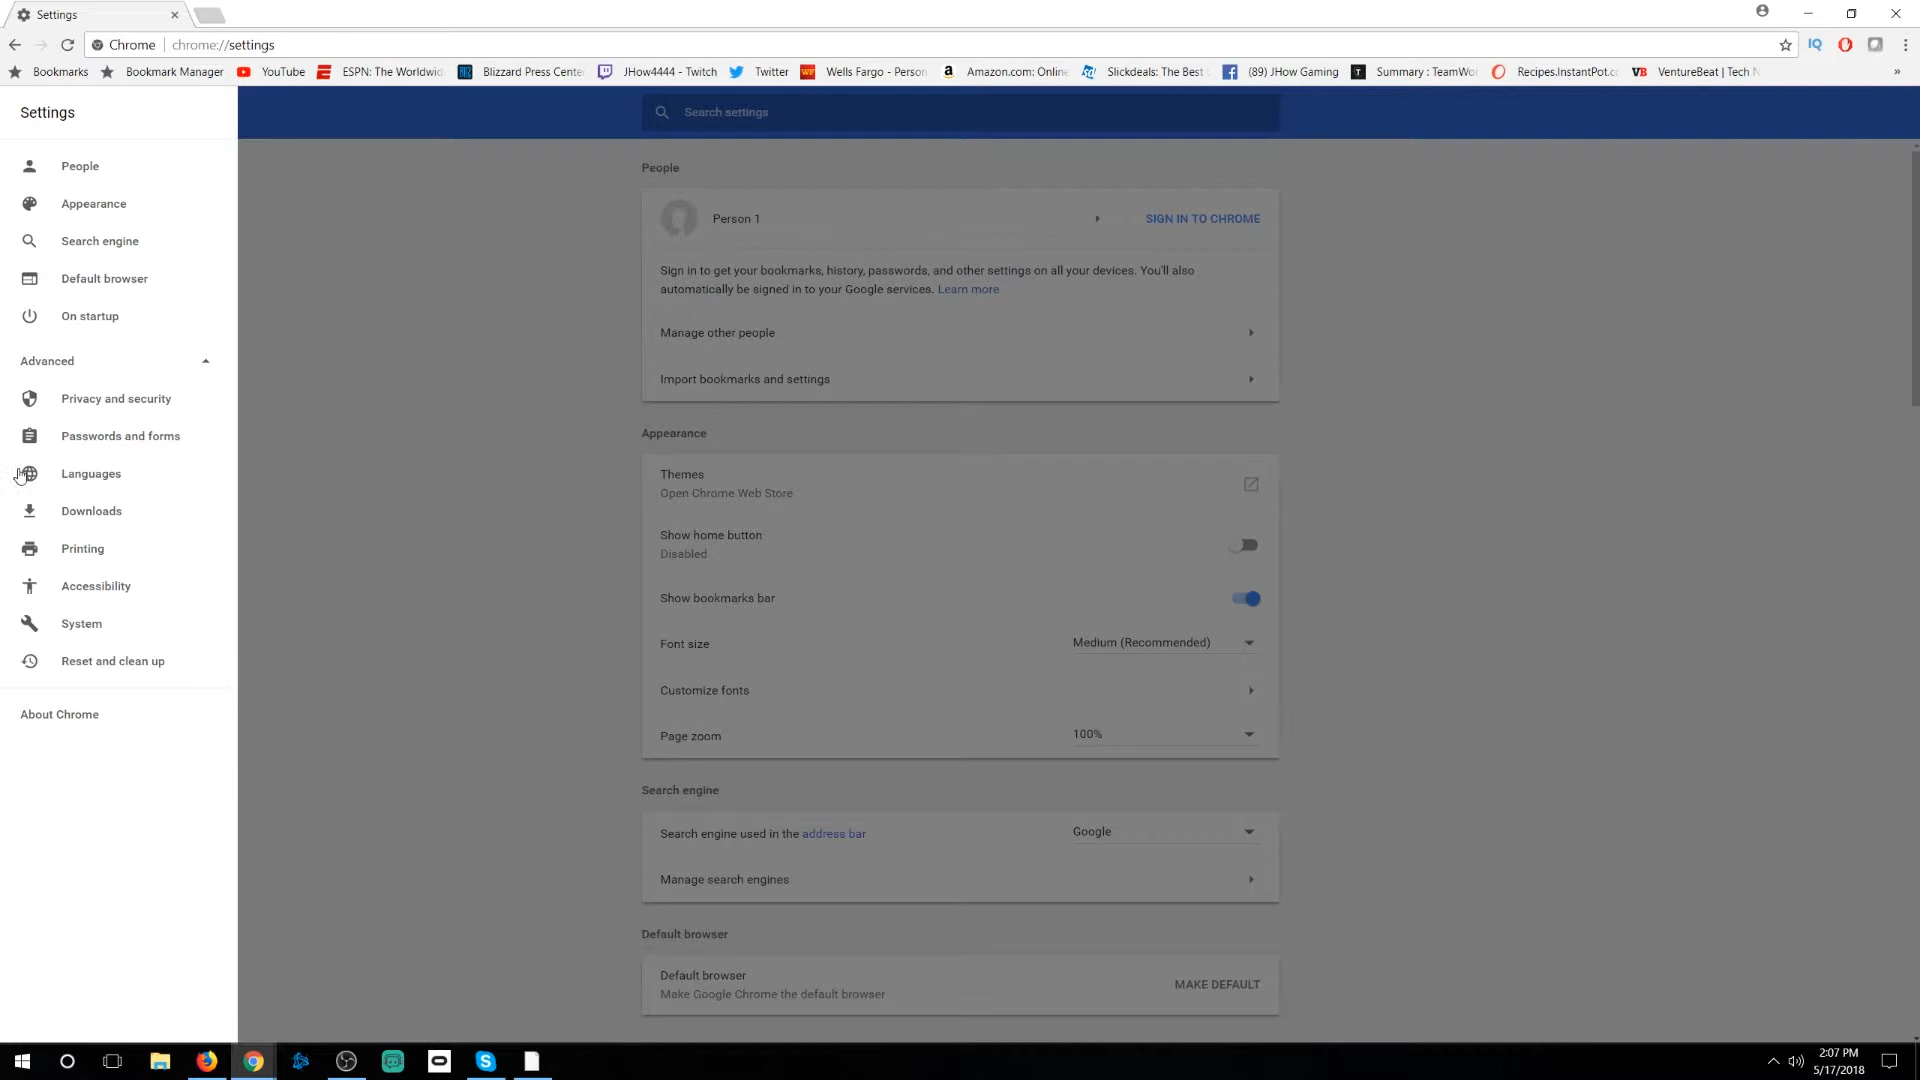 Settings
Chrome chrome://settings
Bookmarks Bookmark Manager YouTube ESPN: The Worldwid Blizzard Press Cente JHow4444 - Twitch Twitter Wells Fargo - Person Amazon.com: Online Slickdeals: The Best (89) JHow Gaming Summary : TeamWo Recipes.InstantPot.c VentureBeat | Tech N »
Settings
Search settings
People
Appearance
Search engine
Default browser
On startup
Advanced
Privacy and security
Passwords and forms
Languages
Downloads
Printing
Accessibility
System
Reset and clean up
About Chrome
People
Person 1
SIGN IN TO CHROME
Sign in to get your bookmarks, history, passwords, and other settings on all your devices. You'll also
automatically be signed in to your Google services. Learn more
Manage other people
Import bookmarks and settings
Appearance
Themes
Open Chrome Web Store
Show home button
Disabled
Show bookmarks bar
Font size Medium (Recommended)
Customize fonts
Page zoom 100%
Search engine
Search engine used in the address bar Google
Manage search engines
Default browser
Default browser
Make Google Chrome the default browser
MAKE DEFAULT
2:07 PM
5/17/2018